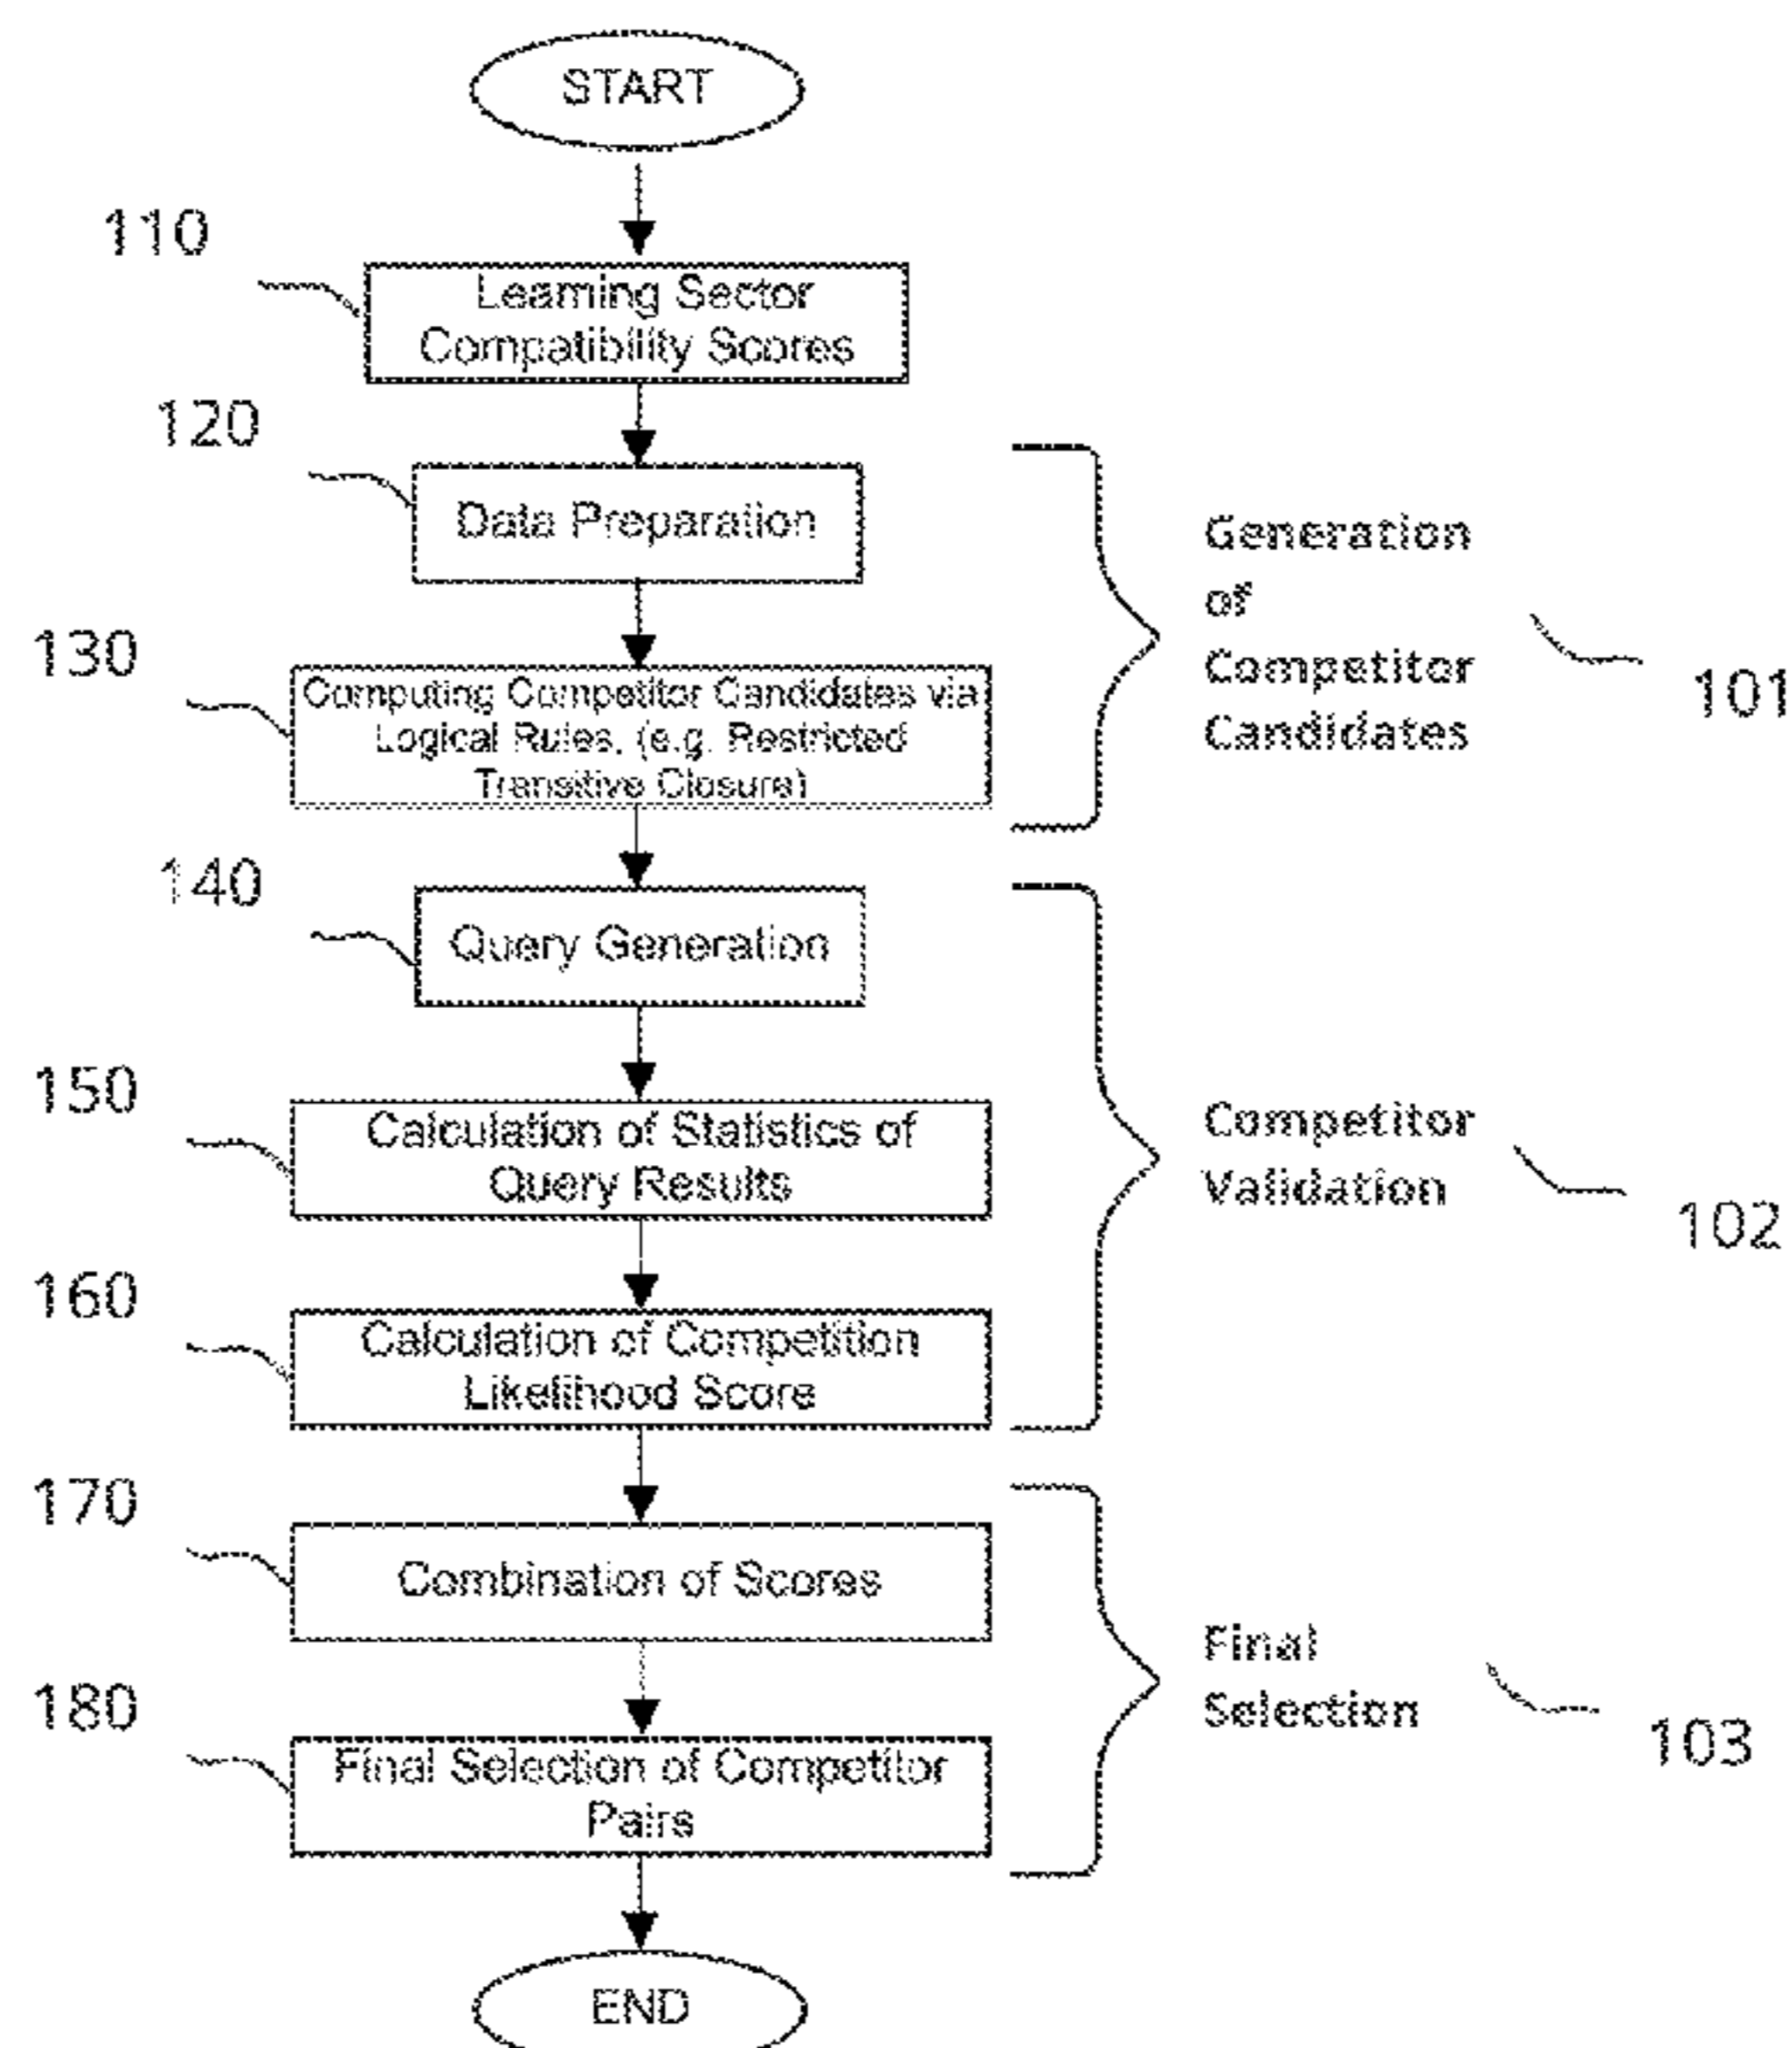 START
110
Learning Sector
Compatibility Scores
120
Data Preparation
130
Computing Competitor Candidates via
Logical Rules, (e.g. Restricted
Transitive Closure)
Generation
of
Competitor
Candidates
101
140
Query Generation
150
Calculation of Statistics of
Query Results
160
Calculation of Competition
Likelihood Score
Competitor
Validation
102
170
Combination of Scores
180
Final Selection of Competitor
Pairs
Final
Selection
103
END